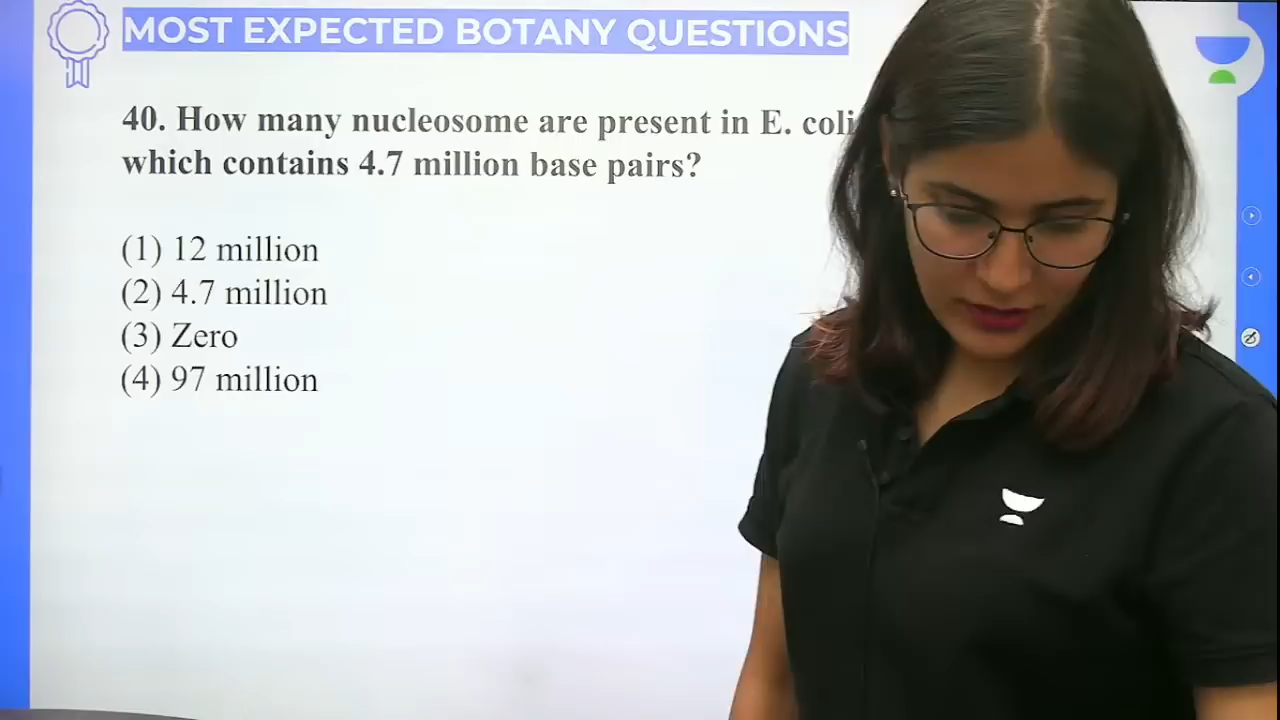 MOST EXPECTED BOTANY QUESTIONS
40. How many nucleosome are present in E. coli
which contains 4.7 million base pairs?
(1) 12 million
(2) 4.7 million
(3) Zero
(4) 97 million